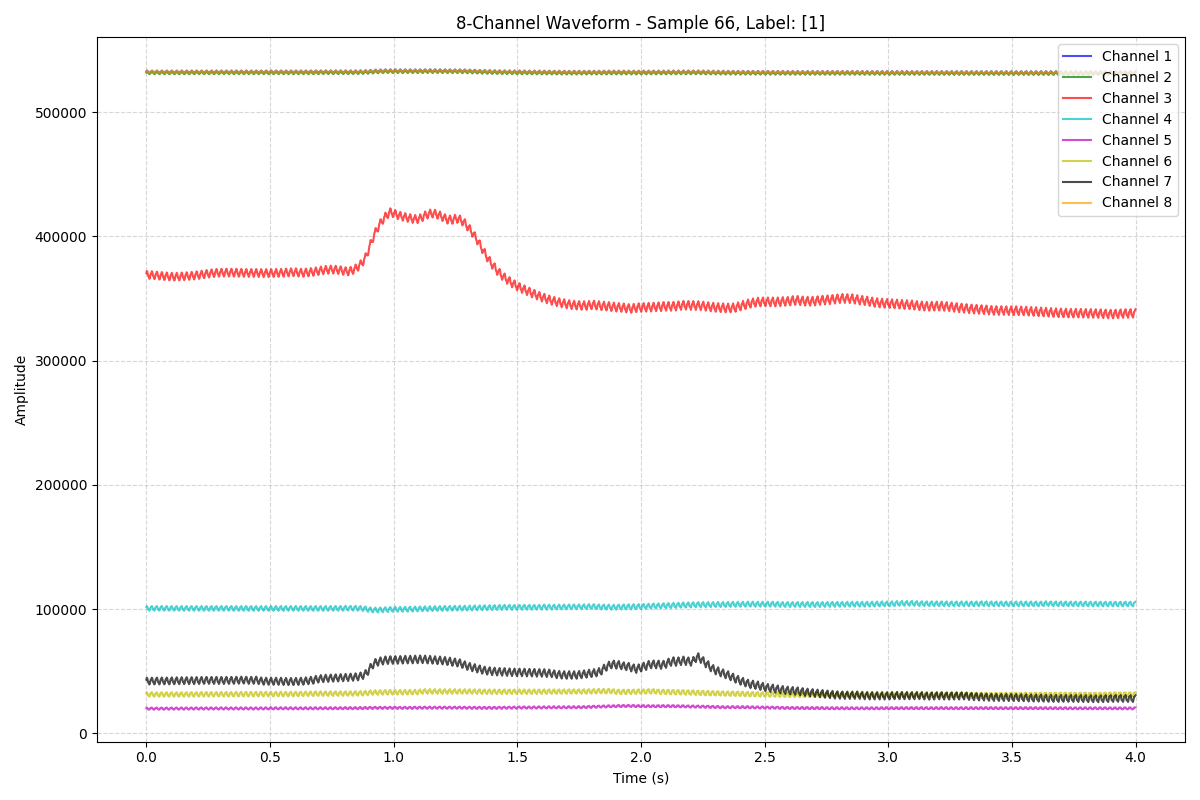 8-Channel Waveform - Sample 66, Label: [1]
Channel 1
Channel 2
Channel 3
Channel 4
Channel 5
Channel 6
Channel 7
Channel 8
500000
400000
300000
200000
100000
0
Amplitude
0.0 0.5 1.0 1.5 2.0 2.5 3.0 3.5 4.0
Time (s)